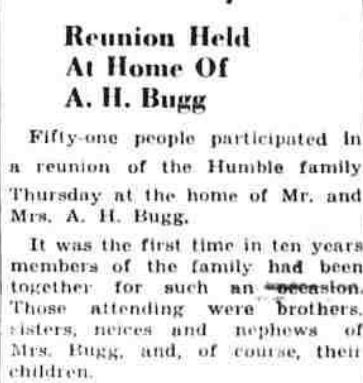 Reunion Held
At Home Of
A. H. Bugg
Fifty-one people participated in
a reunion of the Humble family
Thursday at the home of Mr. and
Mrs. A. H. Bugg.
It was the first time in ten years
members of the family had been
together for such an occasion.
Those attending were brothers,
sisters, neices and nephews of
Mrs. Bugg, and, of course, their
children.